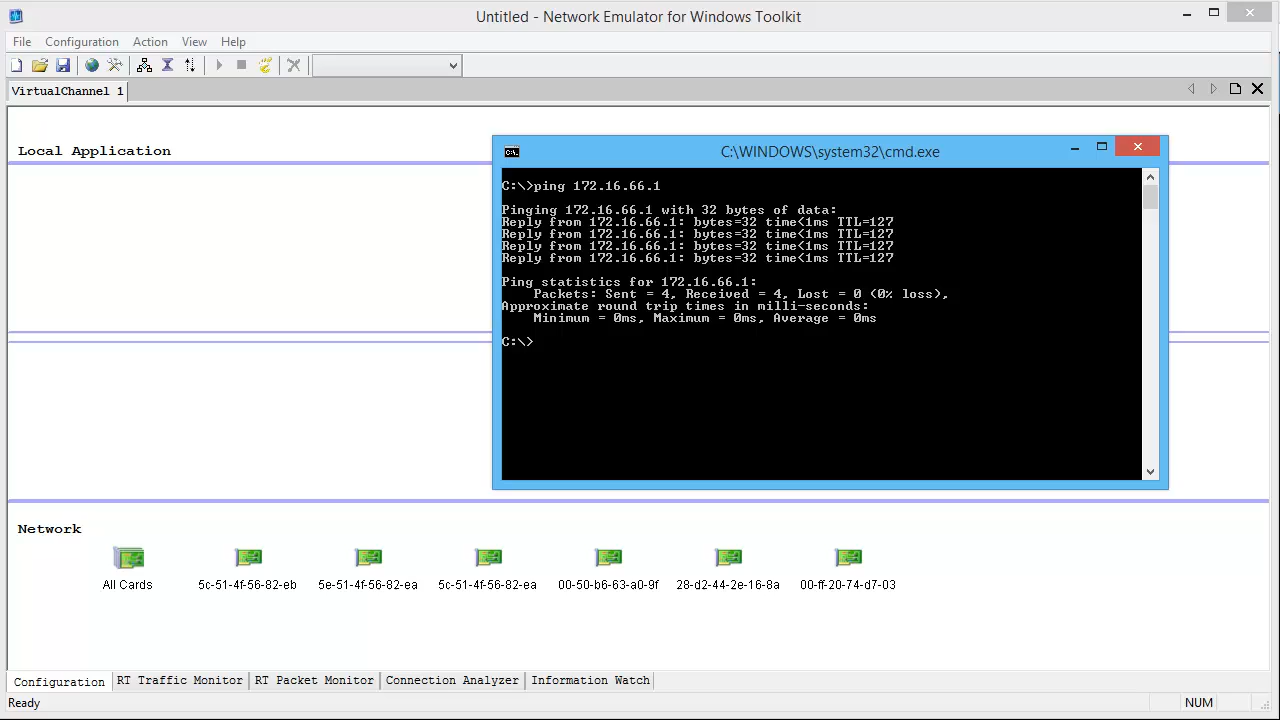 Untitled - Network Emulator for Windows Toolkit
File Configuration Action View Help
VirtualChannel 1
Local Application
C:\WINDOWS\system32\cmd.exe
C:\>ping 172.16.66.1
Pinging 172.16.66.1 with 32 bytes of data:
Reply from 172.16.66.1: bytes=32 time<1ms TTL=127
Reply from 172.16.66.1: bytes=32 time<1ms TTL=127
Reply from 172.16.66.1: bytes=32 time<1ms TTL=127
Reply from 172.16.66.1: bytes=32 time<1ms TTL=127
Ping statistics for 172.16.66.1:
Packets: Sent = 4, Received = 4, Lost = 0 (0% loss),
Approximate round trip times in milli-seconds:
Minimum = 0ms, Maximum = 0ms, Average = 0ms
C:\>
Network
All Cards 5c-51-4f-56-82-eb 5e-51-4f-56-82-ea 5c-51-4f-56-82-ea 00-50-b6-63-a0-9f 28-d2-44-2e-16-8a 00-ff-20-74-d7-03
Configuration RT Traffic Monitor RT Packet Monitor Connection Analyzer Information Watch
Ready NUM